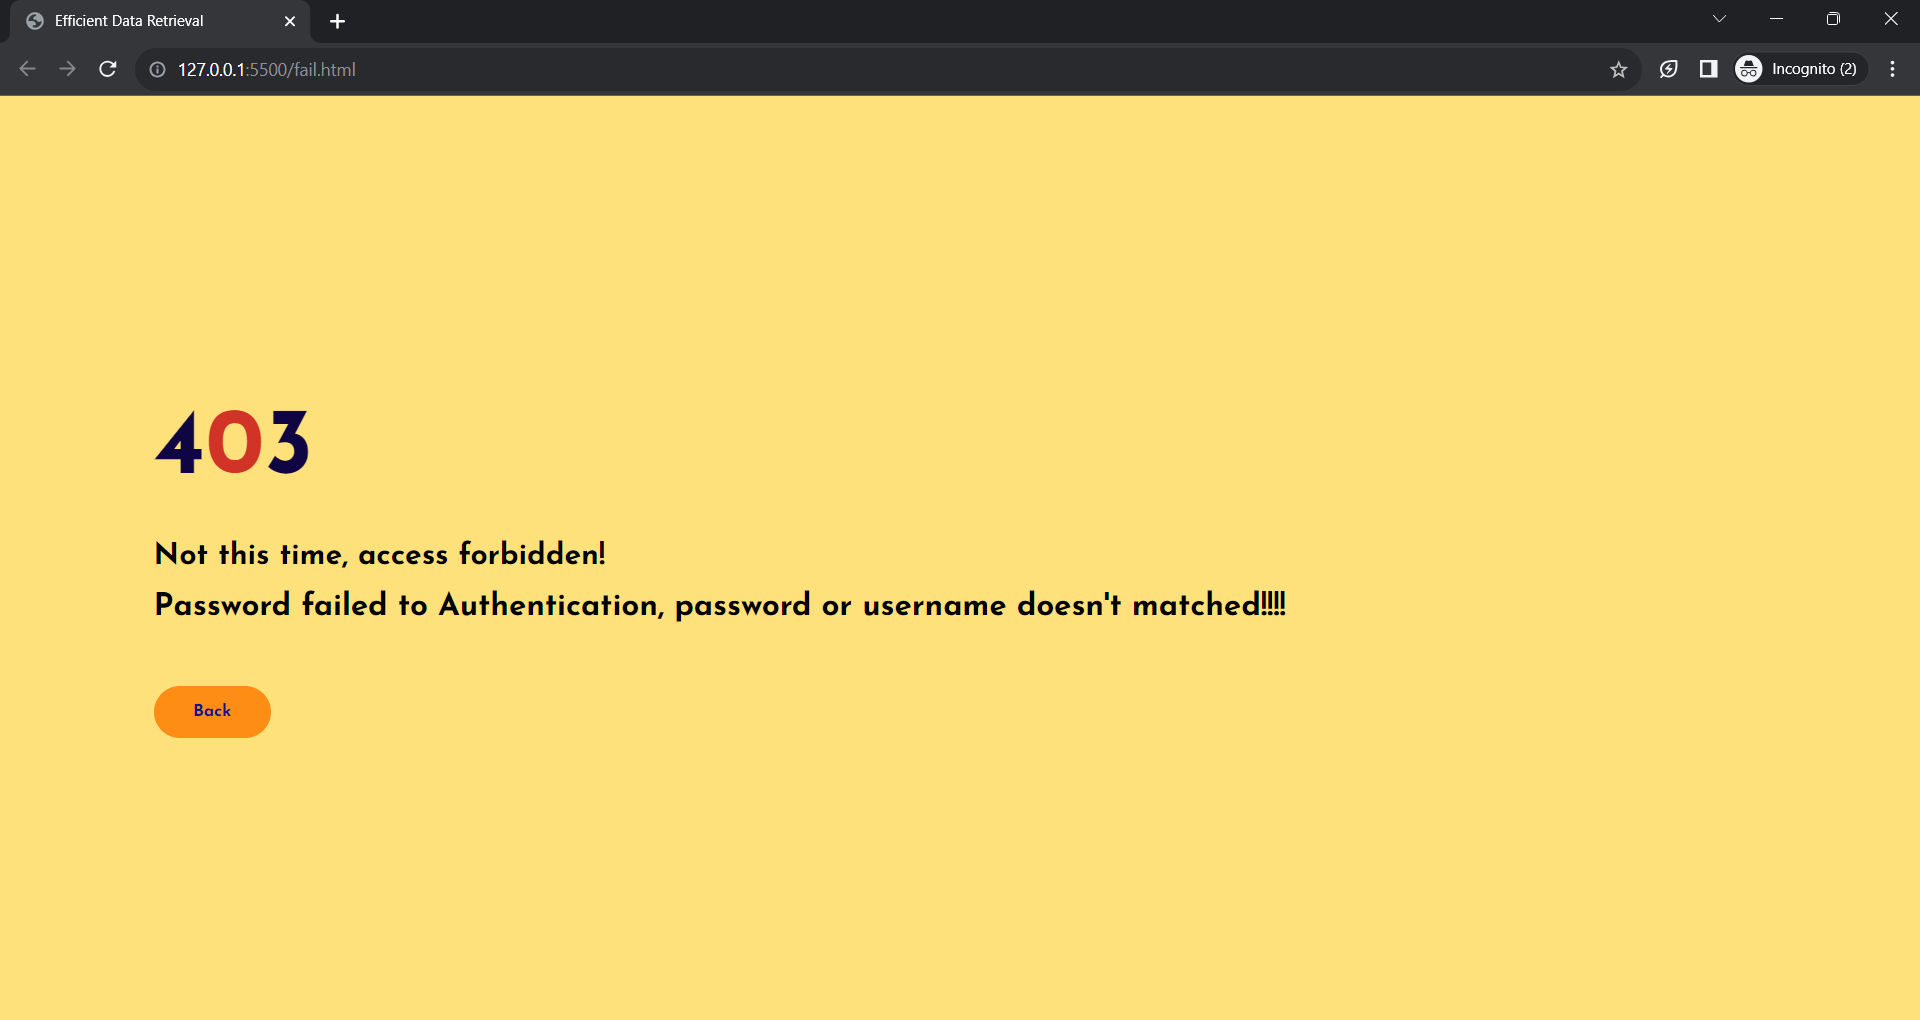 Efficient Data Retrieval
127.0.0.1:5500/fail.html
Incognito (2)
403
Not this time, access forbidden!
Password failed to Authentication, password or username doesn't matched!!!!
Back